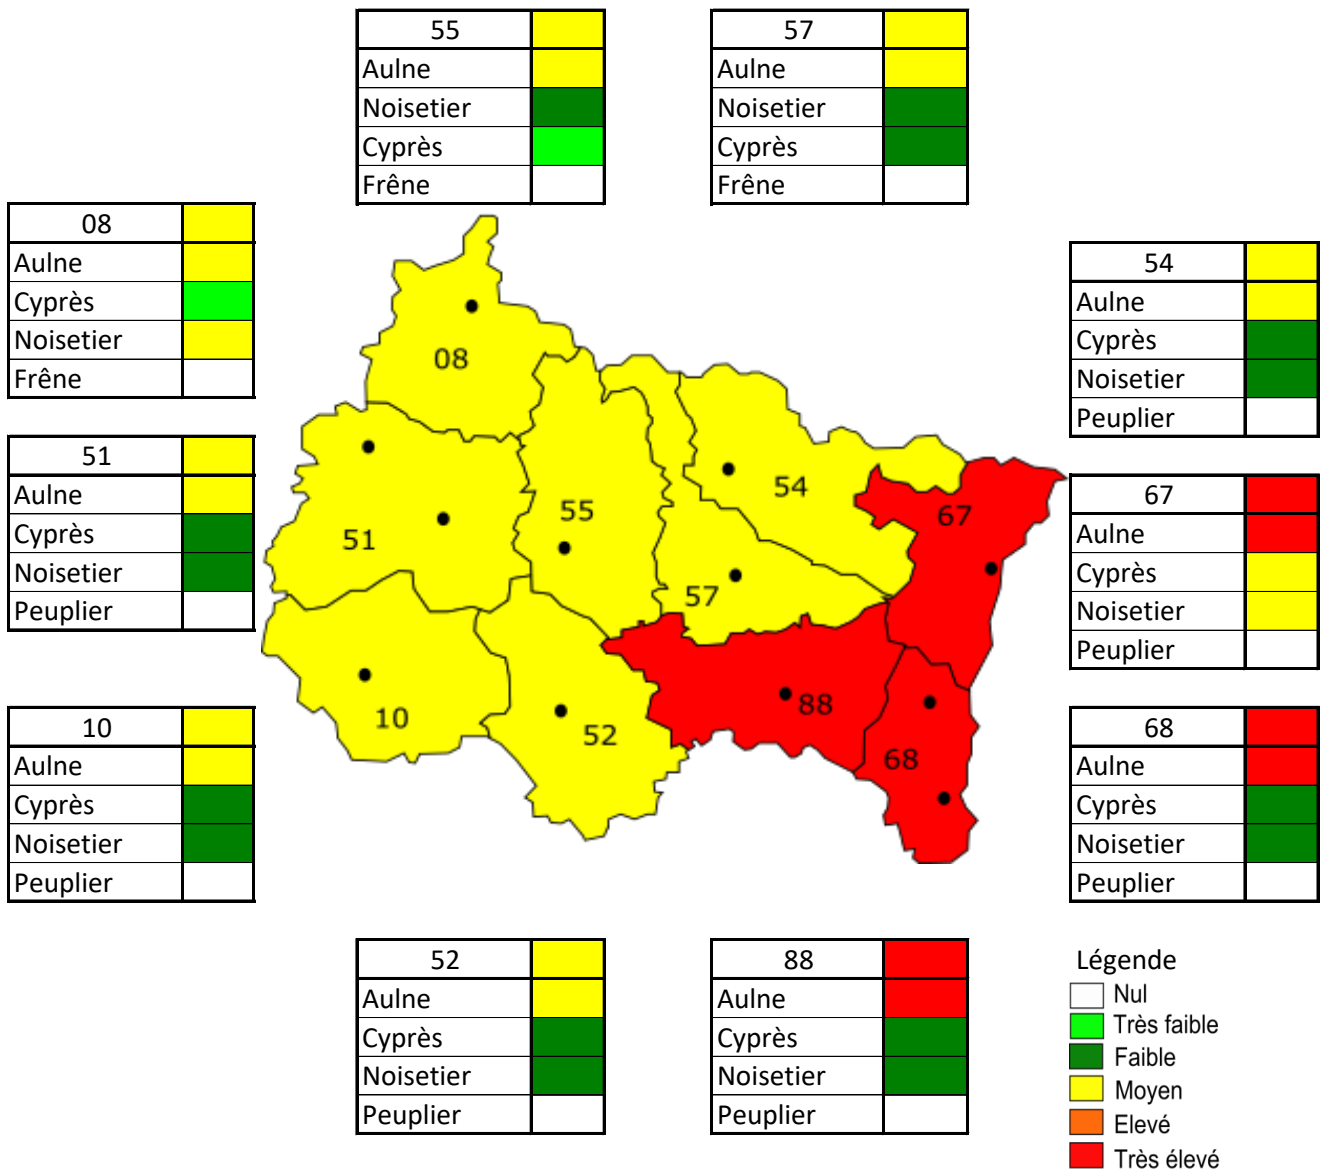 55
Aulne
Noisetier
Cyprès
Frêne
57
Aulne
Noisetier
Cyprès
Frêne
08
Aulne
Cyprès
Noisetier
Frêne
51
Aulne
Cyprès
Noisetier
Peuplier
10
Aulne
Cyprès
Noisetier
Peuplier
08
51
55
54
67
57
10
52
88
68
54
Aulne
Cyprès
Noisetier
Peuplier
67
Aulne
Cyprès
Noisetier
Peuplier
68
Aulne
Cyprès
Noisetier
Peuplier
52
Aulne
Cyprès
Noisetier
Peuplier
88
Aulne
Cyprès
Noisetier
Peuplier
Légende
Nul
Très faible
Faible
Moyen
Elevé
Très élevé